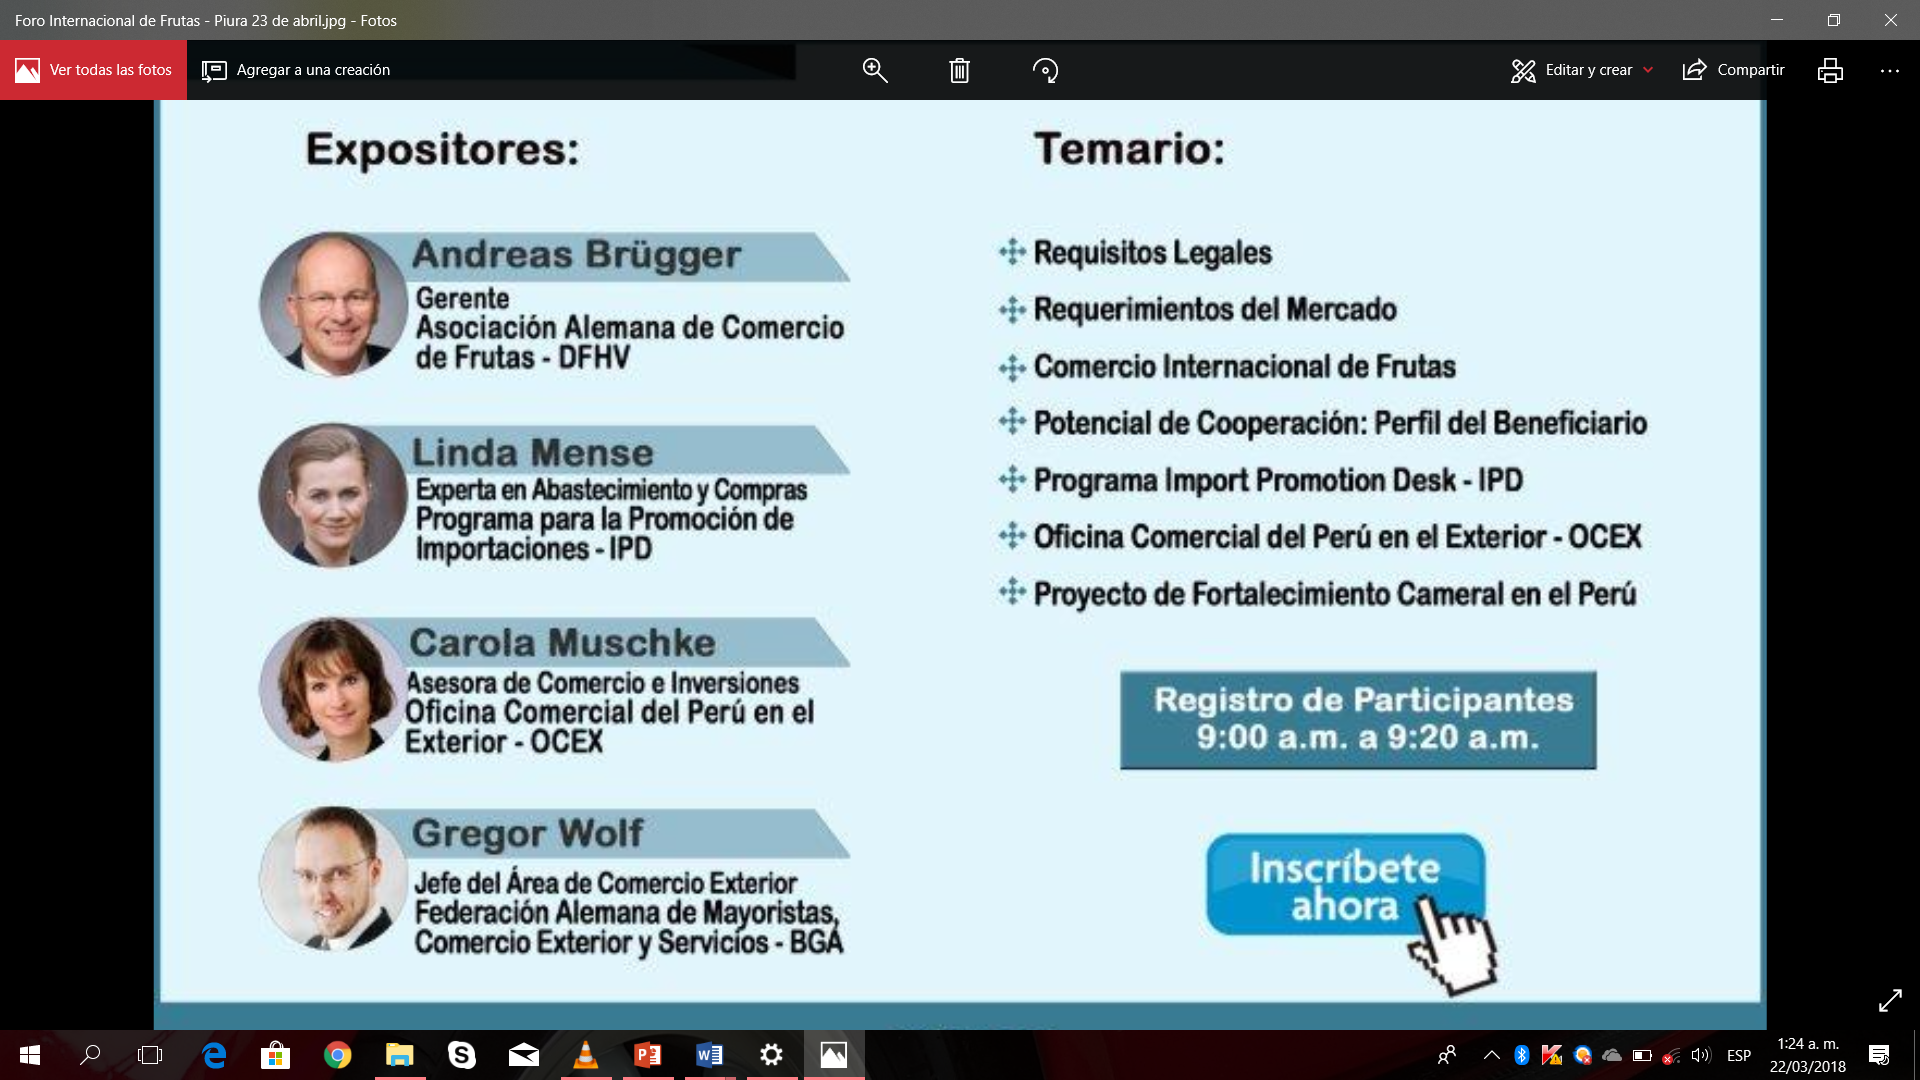 Foro Internacional de Frutas - Piura 23 de abril.jpg - Fotos
Ver todas las fotos
Agregar a una creación
Editar y crear
Compartir
Expositores:
Andreas Brügger
Gerente
Asociación Alemana de Comercio
de Frutas - DFHV
Linda Mense
Experta en Abastecimiento y Compras
Programa para la Promoción de
Importaciones - IPD
Carola Muschke
Asesora de Comercio e Inversiones
Oficina Comercial del Perú en el
Exterior - OCEX
Gregor Wolf
Jefe del Área de Comercio Exterior
Federación Alemana de Mayoristas,
Comercio Exterior y Servicios - BGA
Temario:
Requisitos Legales
Requerimientos del Mercado
Comercio Internacional de Frutas
Potencial de Cooperación: Perfil del Beneficiario
Programa Import Promotion Desk - IPD
Oficina Comercial del Perú en el Exterior - OCEX
Proyecto de Fortalecimiento Cameral en el Perú
Registro de Participantes
9:00 a.m. a 9:20 a.m.
Inscríbete
ahora
ESP
1:24 a. m.
22/03/2018